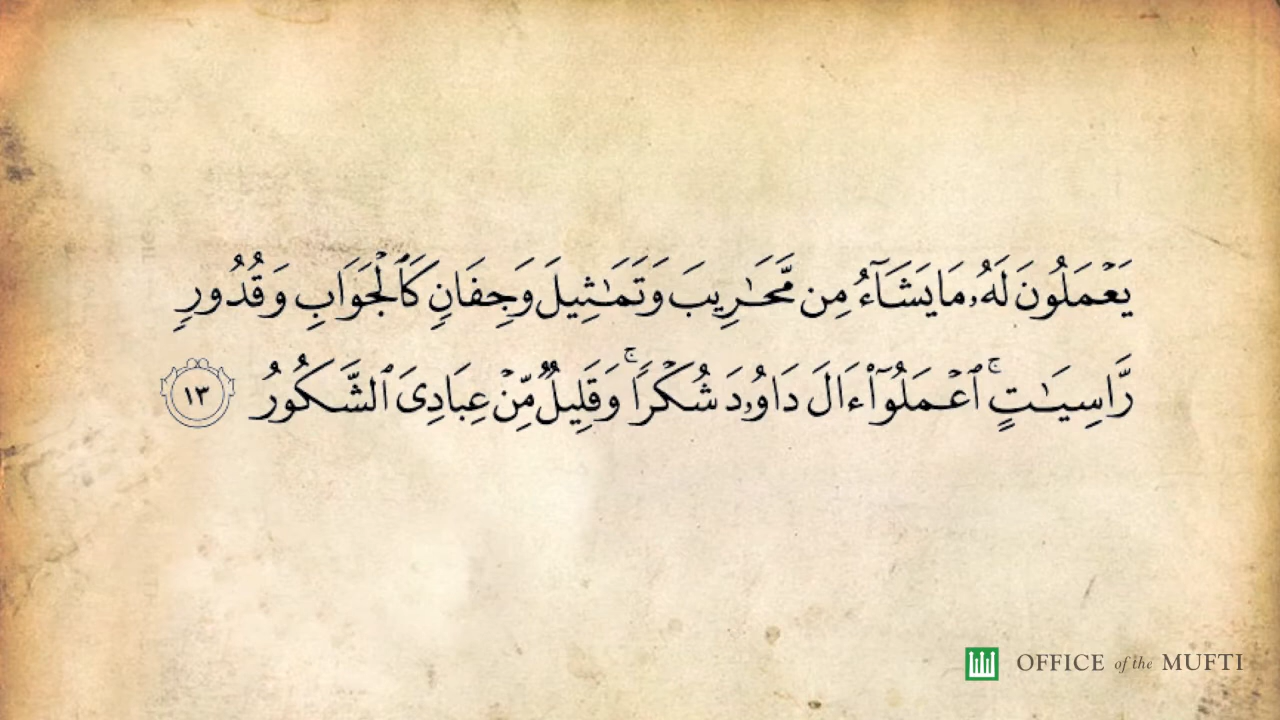 يَعْمَلُونَ لَهُۥ مَا يَشَآءُ مِن مَّحَـٰرِيبَ وَتَمَـٰثِيلَ وَجِفَانٍ كَٱلْجَوَابِ وَقُدُورٍ
رَّاسِيَـٰتٍ ۚ ٱعْمَلُوٓا۟ ءَالَ دَاوُۥدَ شُكْرًا ۚ وَقَلِيلٌ مِّنْ عِبَادِىَ ٱلشَّكُورُ ١٣
OFFICE of the MUFTI